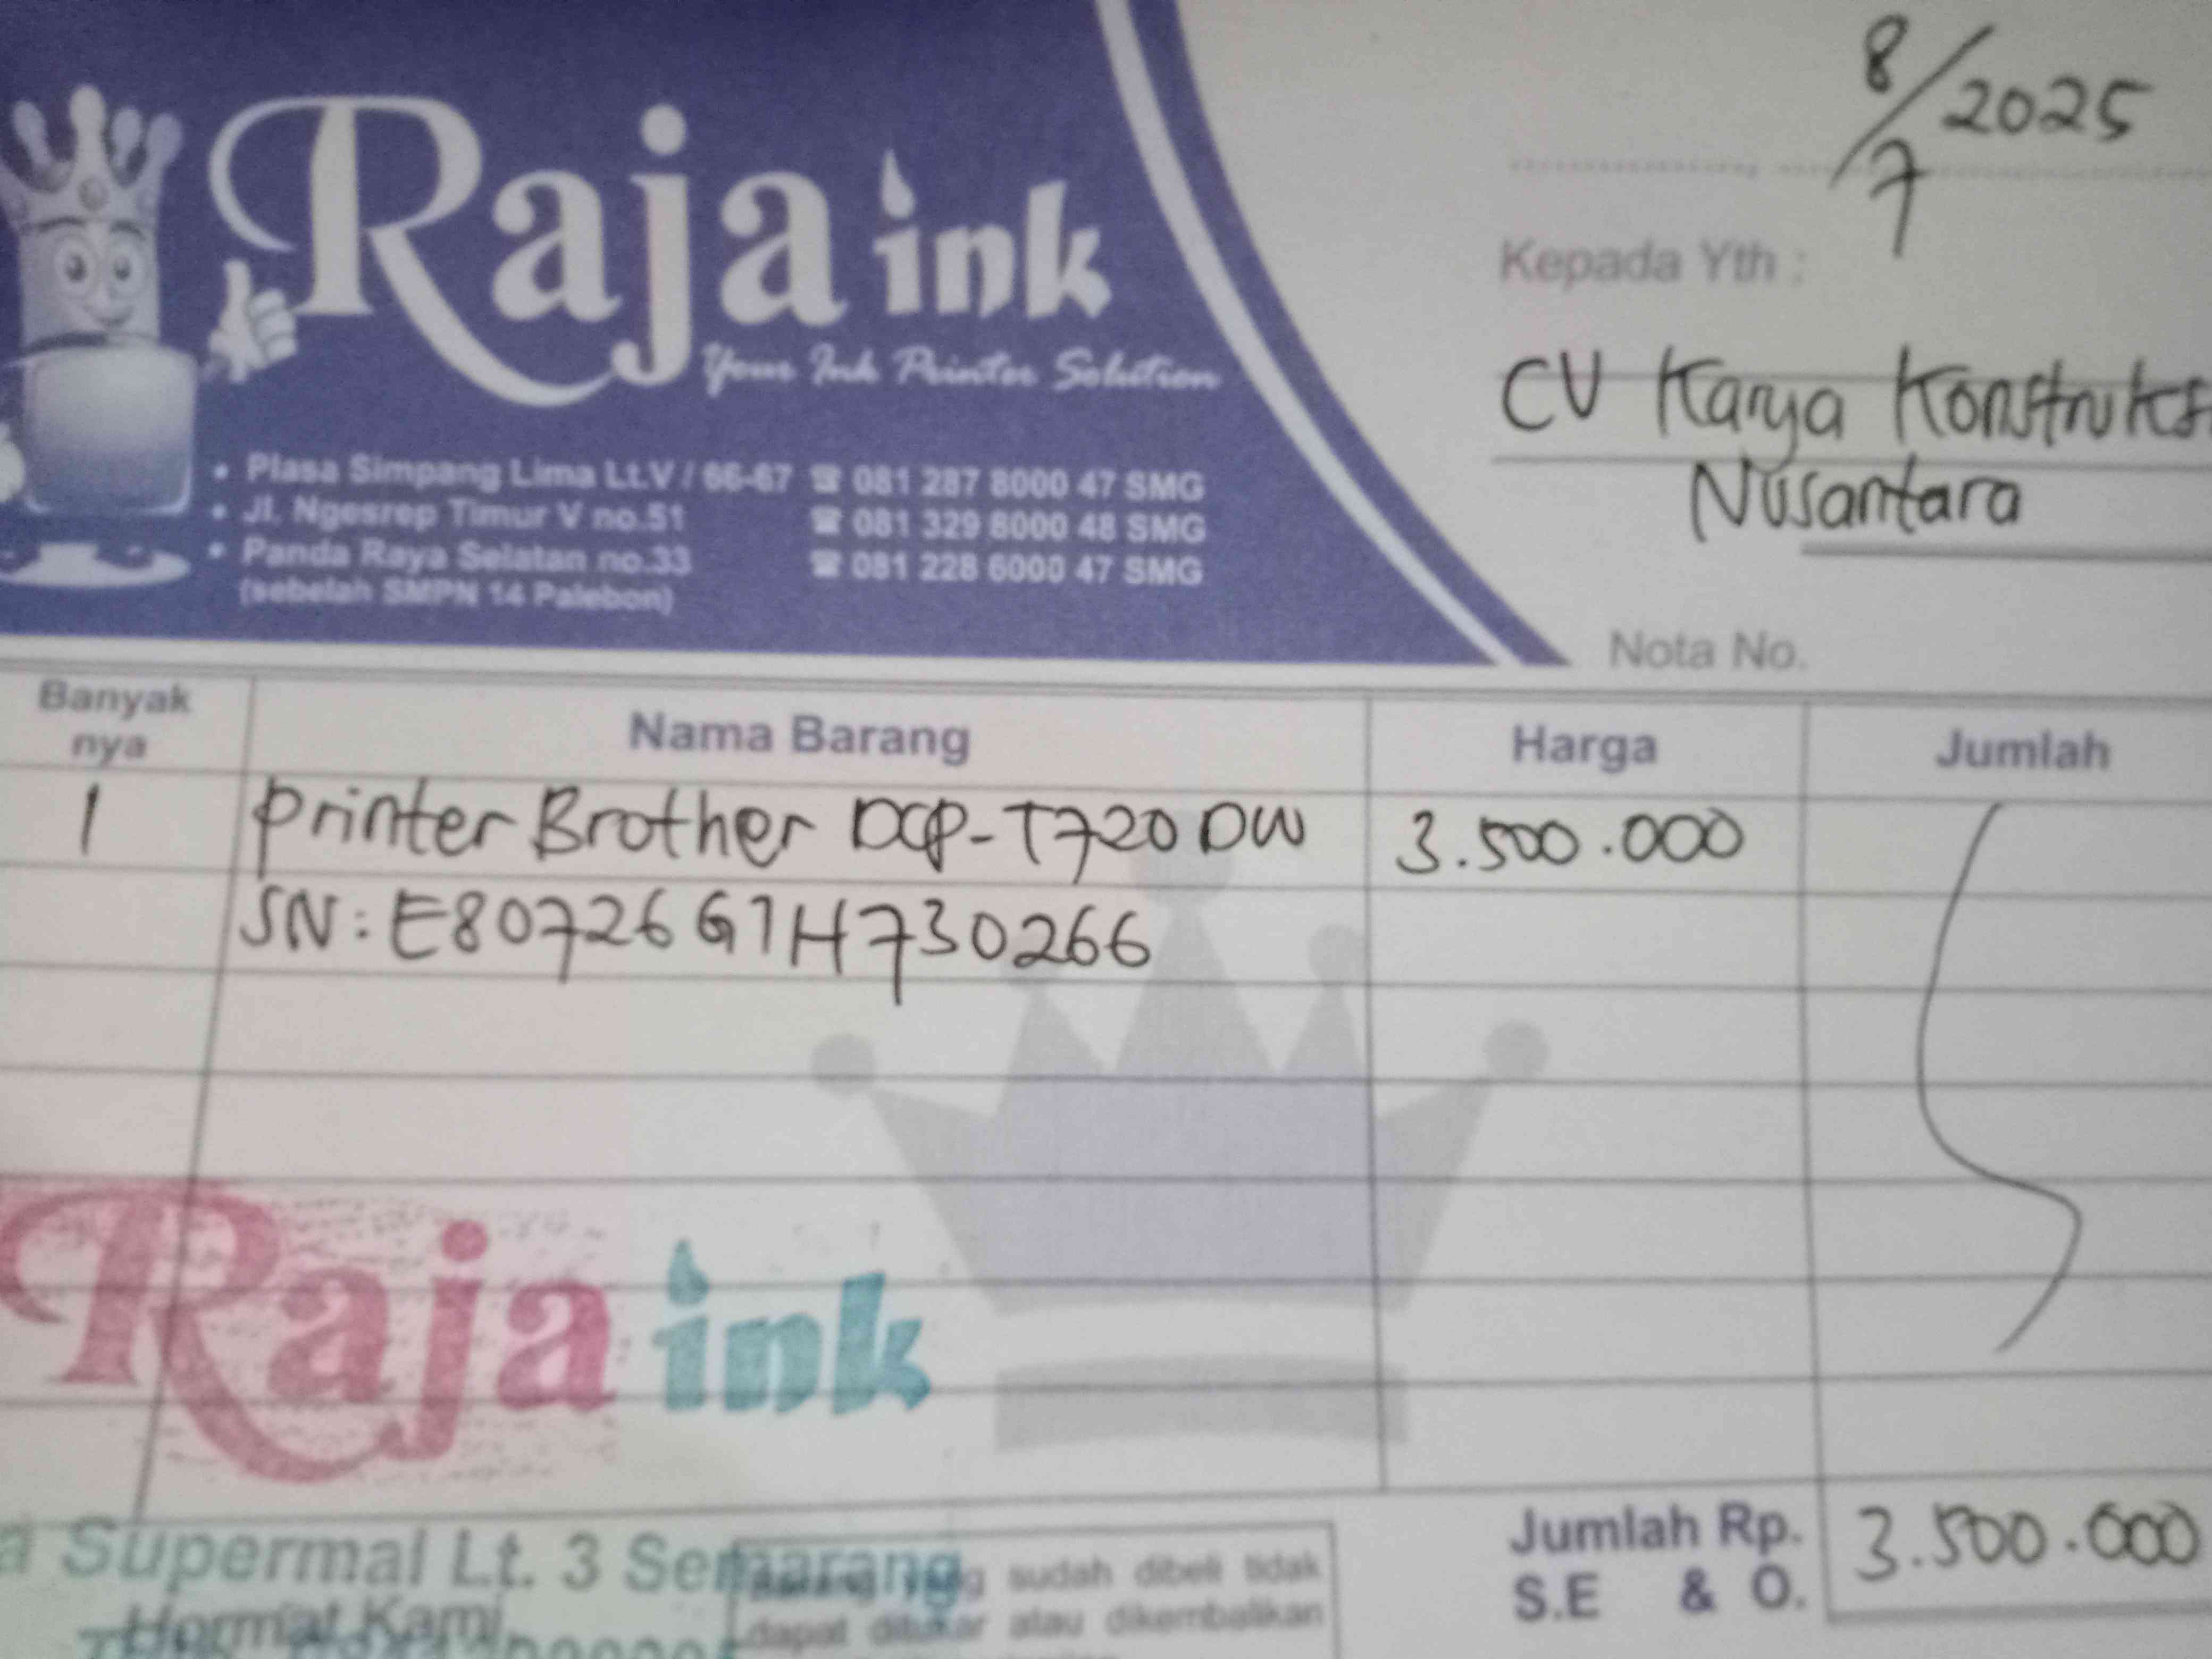 Raja ink
Your Ink Printer Solution
• Plasa Simpang Lima Lt.V / 66-67 ☎ 081 287 8000 47 SMG
• Jl. Ngesrep Timur V no.51 ☎ 081 329 8000 48 SMG
• Panda Raya Selatan no.33 ☎ 081 228 6000 47 SMG
(sebelah SMPN 14 Palebon)
8/7 2025
Kepada Yth :
CV Karya Konstruksi
Nusantara
Nota No.
Banyak nya Nama Barang Harga Jumlah
1 Printer Brother DCP-T720 DW 3.500.000
SN: E80726G1H730266
Raja ink
a Supermal Lt. 3 Semarang
Hormat Kami
sudah dibeli tidak
dapat ditukar atau dikembalikan
Jumlah Rp. 3.500.000
S.E & O.